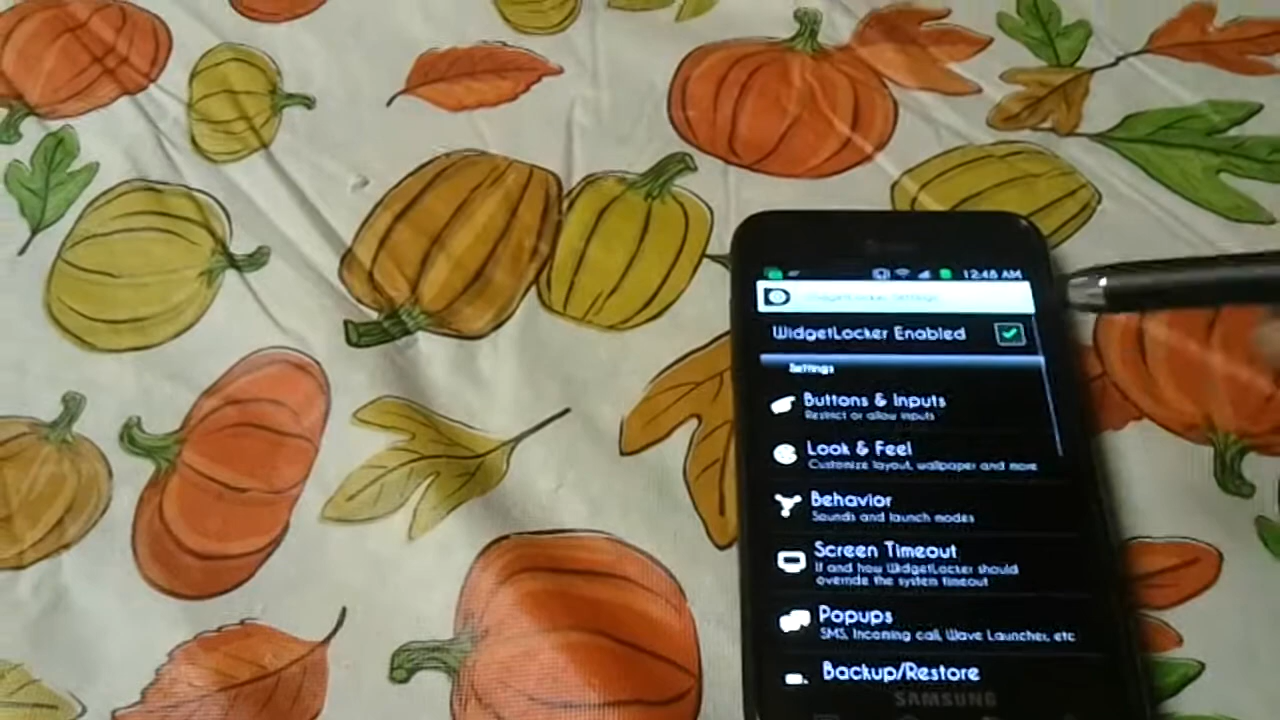 12:48 AM
WidgetLocker Settings
WidgetLocker Enabled
Settings
Buttons & Inputs
Restrict or allow inputs
Look & Feel
Customize layout, wallpaper and more
Behavior
Sounds and launch modes
Screen Timeout
If and how WidgetLocker should
override the system timeout
Popups
SMS, Incoming call, Wave Launcher, etc
Backup/Restore
SAMSUNG